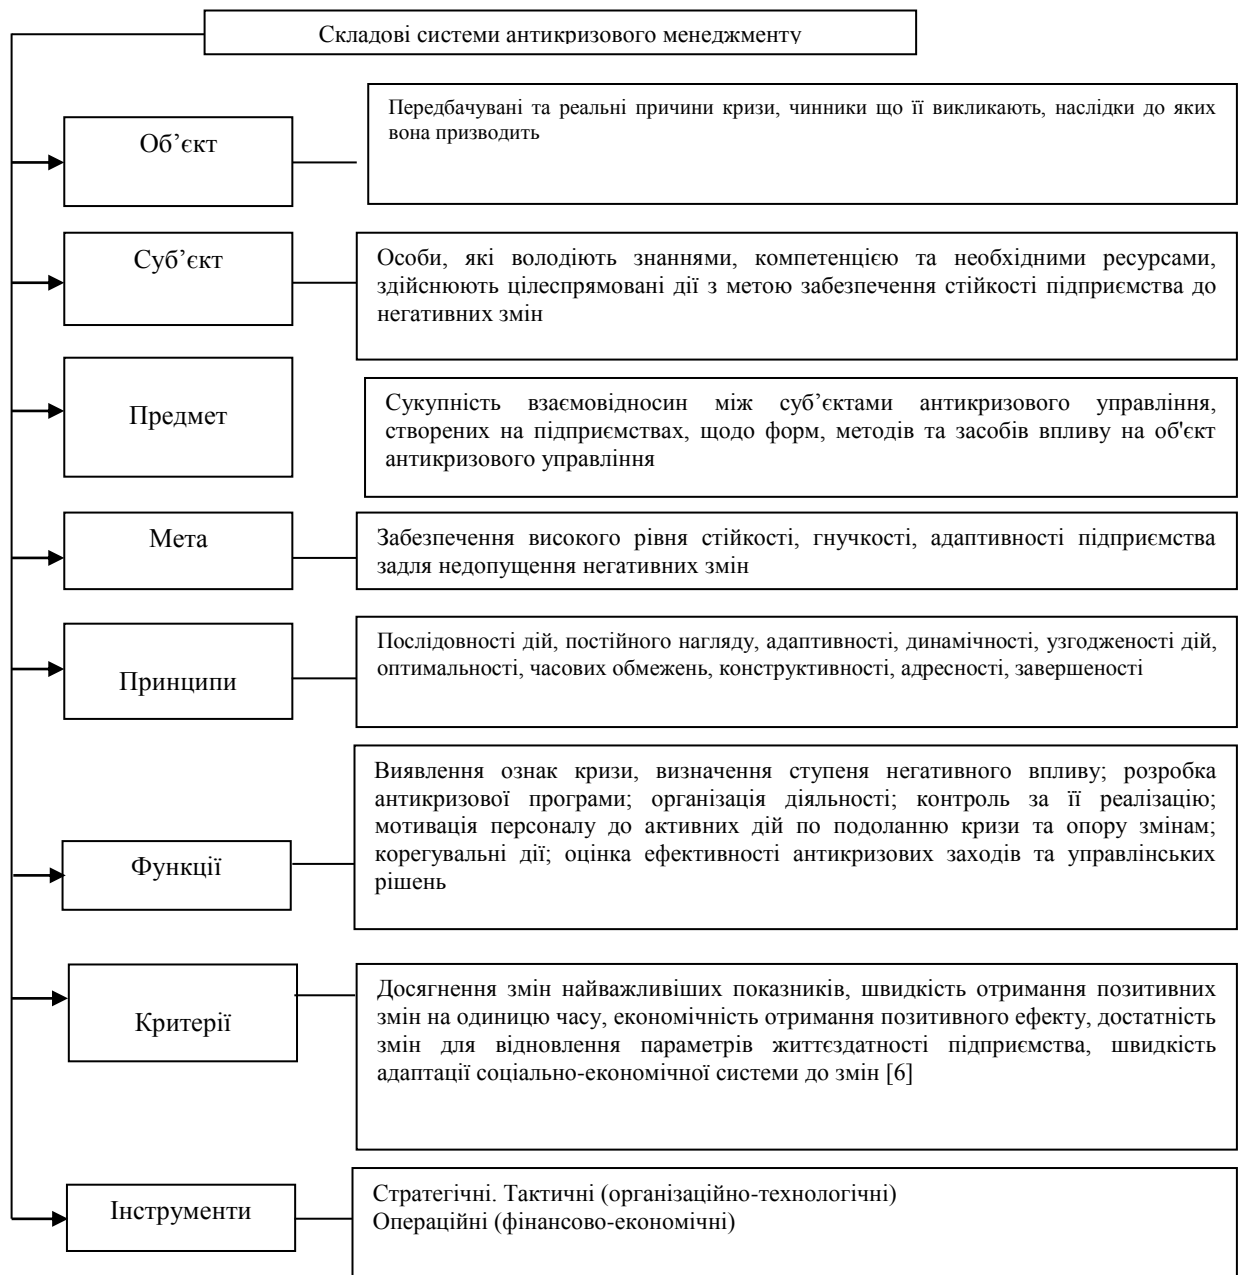 Складові системи антикризового менеджменту
Об’єкт
Передбачувані та реальні причини кризи, чинники що її викликають, наслідки до яких
вона призводить
Суб’єкт
Особи, які володіють знаннями, компетенцією та необхідними ресурсами,
здійснюють цілеспрямовані дії з метою забезпечення стійкості підприємства до
негативних змін
Предмет
Сукупність взаємовідносин між суб’єктами антикризового управління,
створених на підприємствах, щодо форм, методів та засобів впливу на об'єкт
антикризового управління
Мета
Забезпечення високого рівня стійкості, гнучкості, адаптивності підприємства
задля недопущення негативних змін
Принципи
Послідовності дій, постійного нагляду, адаптивності, динамічності, узгодженості дій,
оптимальності, часових обмежень, конструктивності, адресності, завершеності
Функції
Виявлення ознак кризи, визначення ступеня негативного впливу; розробка
антикризової програми; організація діяльності; контроль за її реалізацію;
мотивація персоналу до активних дій по подоланню кризи та опору змінам;
корегувальні дії; оцінка ефективності антикризових заходів та управлінських
рішень
Критерії
Досягнення змін найважливіших показників, швидкість отримання позитивних
змін на одиницю часу, економічність отримання позитивного ефекту, достатність
змін для відновлення параметрів життєздатності підприємства, швидкість
адаптації соціально-економічної системи до змін [6]
Інструменти
Стратегічні. Тактичні (організаційно-технологічні)
Операційні (фінансово-економічні)